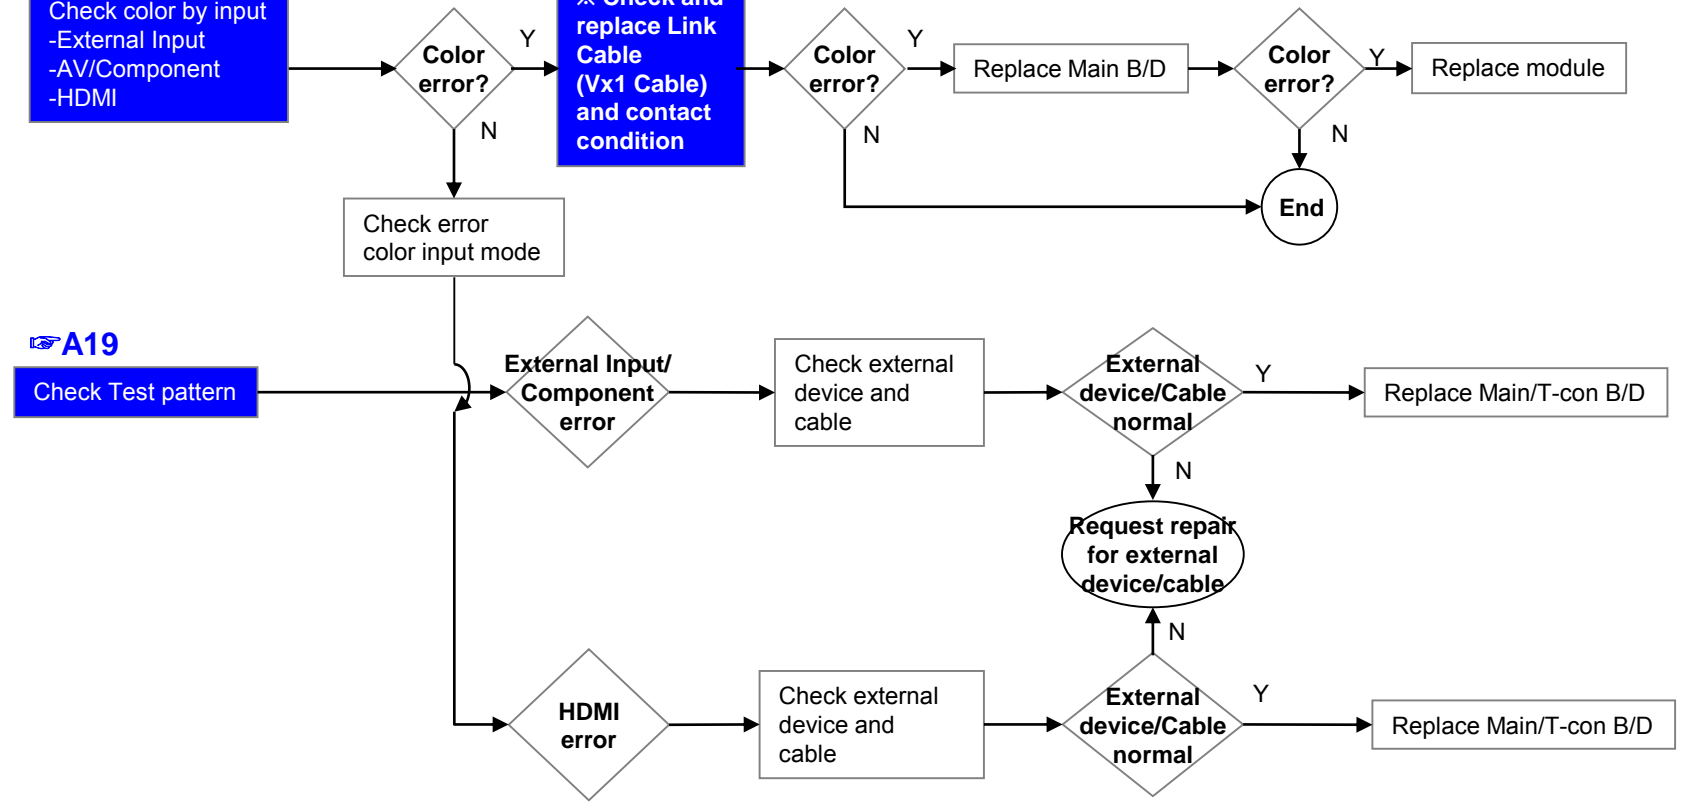 Check color by input
-External Input
-AV/Component
-HDMI
Color
error?
Y
N
※ Check and
replace Link
Cable
(Vx1 Cable)
and contact
condition
Color
error?
Y
N
Replace Main B/D
Color
error?
Y
N
Replace module
End
Check error
color input mode
☞A19
Check Test pattern
External Input/
Component
error
Check external
device and
cable
External
device/Cable
normal
Y
N
Replace Main/T-con B/D
Request repair
for external
device/cable
N
HDMI
error
Check external
device and
cable
External
device/Cable
normal
Y
Replace Main/T-con B/D